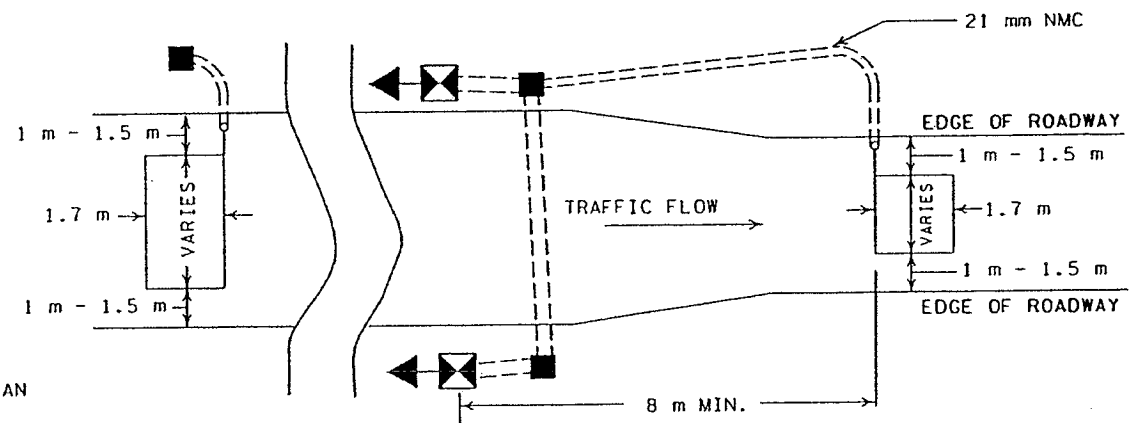 21 mm NMC
EDGE OF ROADWAY
1 m - 1.5 m
1 m - 1.5 m
VARIES
1.7 m
TRAFFIC FLOW
VARIES
1.7 m
1 m - 1.5 m
1 m - 1.5 m
EDGE OF ROADWAY
AN
8 m MIN.